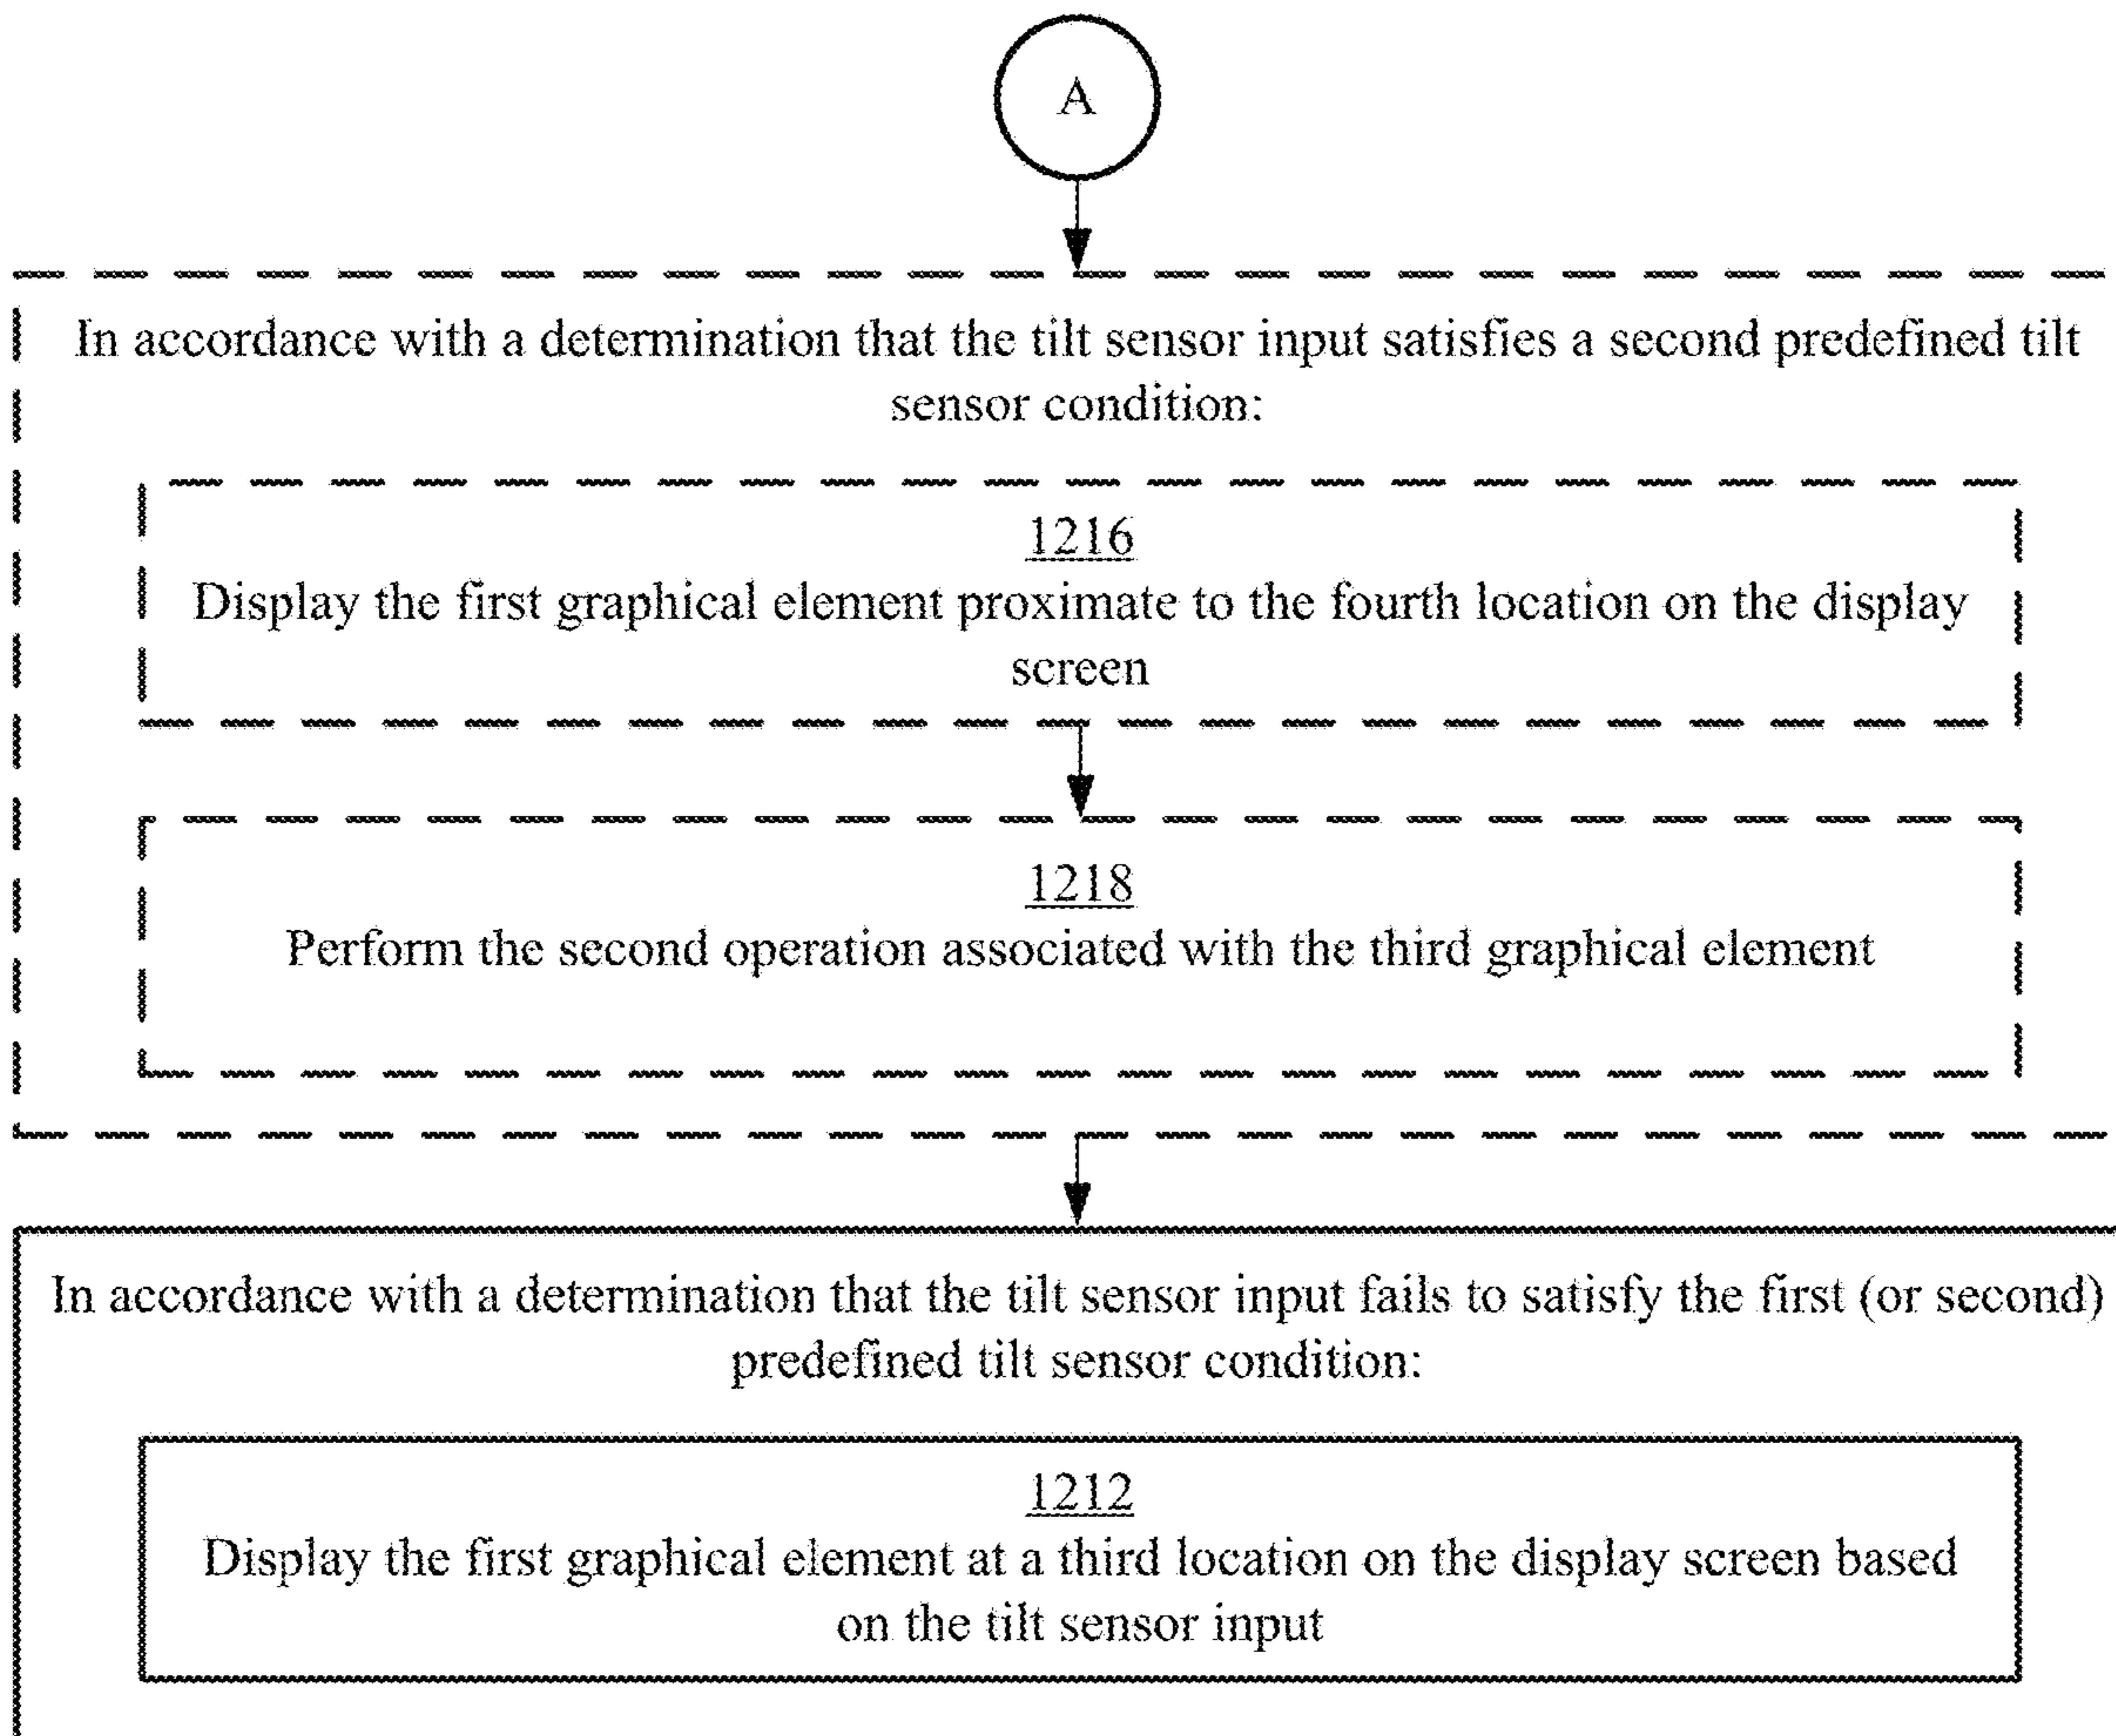 A
In accordance with a determination that the tilt sensor input satisfies a second predefined tilt
sensor condition:
1216
Display the first graphical element proximate to the fourth location on the display
screen
1218
Perform the second operation associated with the third graphical element
In accordance with a determination that the tilt sensor input fails to satisfy the first (or second)
predefined tilt sensor condition:
1212
Display the first graphical element at a third location on the display screen based
on the tilt sensor input